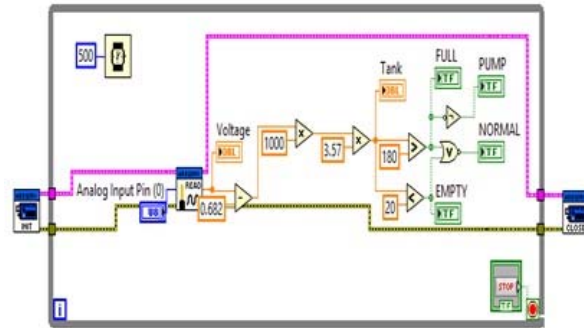 500
FULL
PUMP
TF
TF
Tank
DBL
NORMAL
TF
Voltage
DBL
1000
3.57
180
Analog Input Pin (0)
READ
U8
0.682
20
EMPTY
TF
INIT
CLOSE
STOP
TF
i